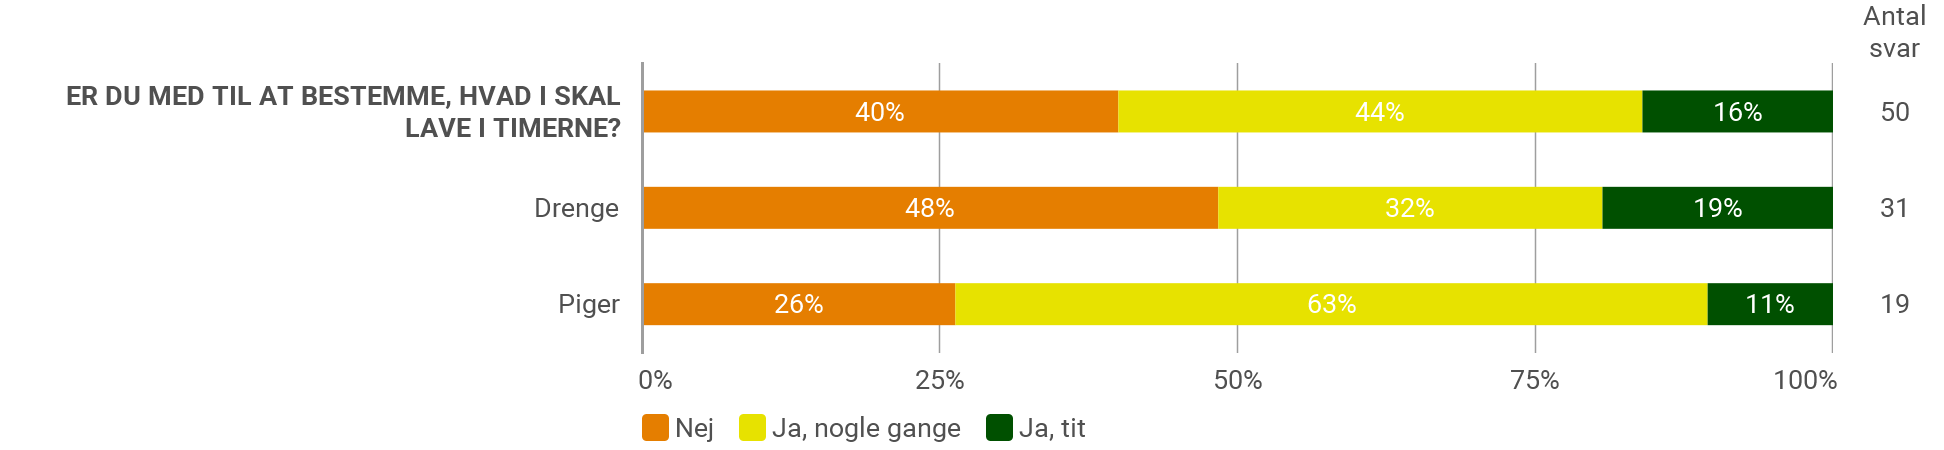 Antal
svar
ER DU MED TIL AT BESTEMME, HVAD I SKAL
LAVE I TIMERNE?
40%
44%
16%
50
Drenge
48%
32%
19%
31
Piger
26%
63%
11%
19
0%
25%
50%
75%
100%
Nej
Ja, nogle gange
Ja, tit